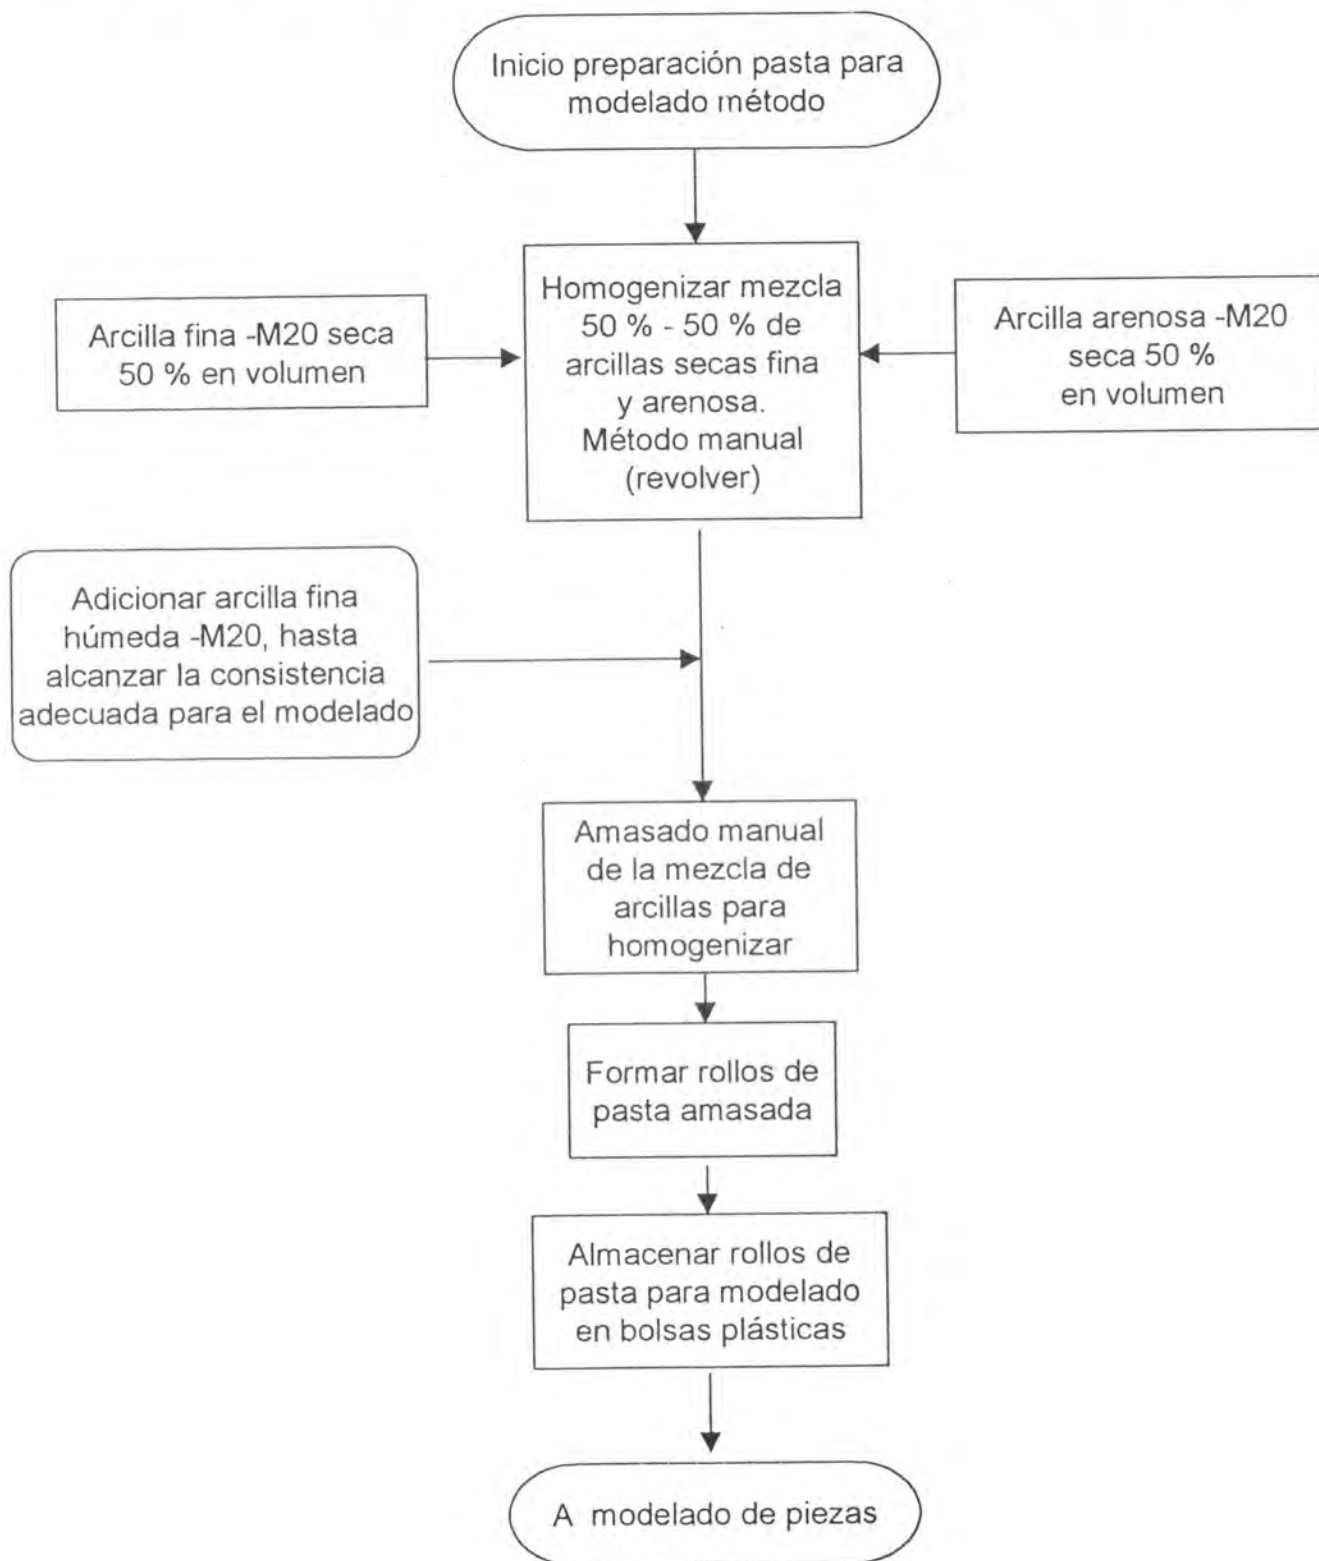 Inicio preparación pasta para
modelado método
Homogenizar mezcla
50 % - 50 % de
arcillas secas fina
y arenosa.
Método manual
(revolver)
Arcilla fina -M20 seca
50 % en volumen
Arcilla arenosa -M20
seca 50 %
en volumen
Adicionar arcilla fina
húmeda -M20, hasta
alcanzar la consistencia
adecuada para el modelado
Amasado manual
de la mezcla de
arcillas para
homogenizar
Formar rollos de
pasta amasada
Almacenar rollos de
pasta para modelado
en bolsas plásticas
A modelado de piezas